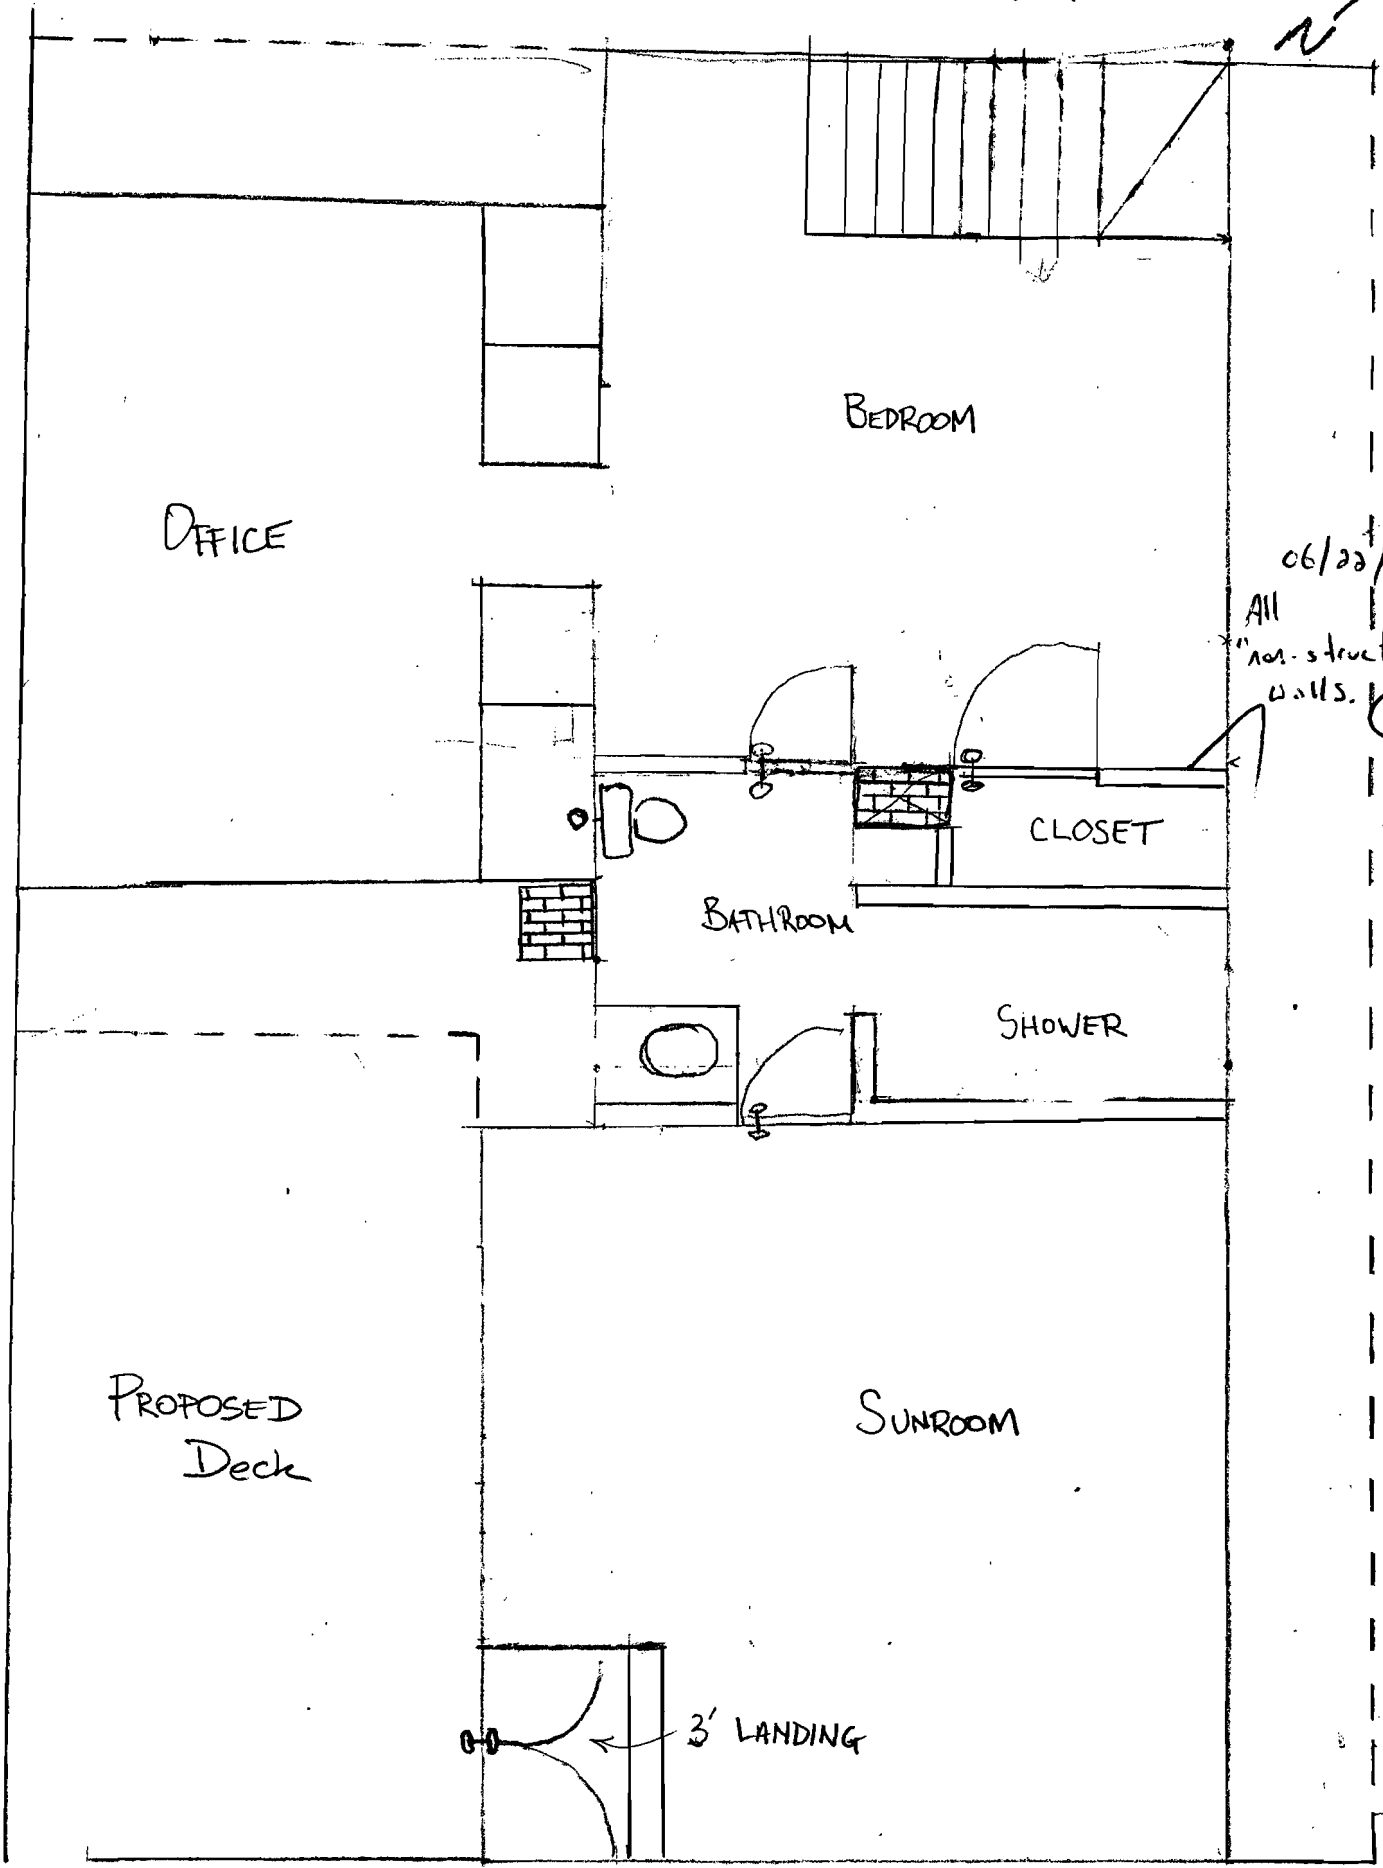 N
BEDROOM
OFFICE
06/22/
All
"non-struct
walls.
CLOSET
BATHROOM
SHOWER
PROPOSED
Deck
SUNROOM
3' LANDING